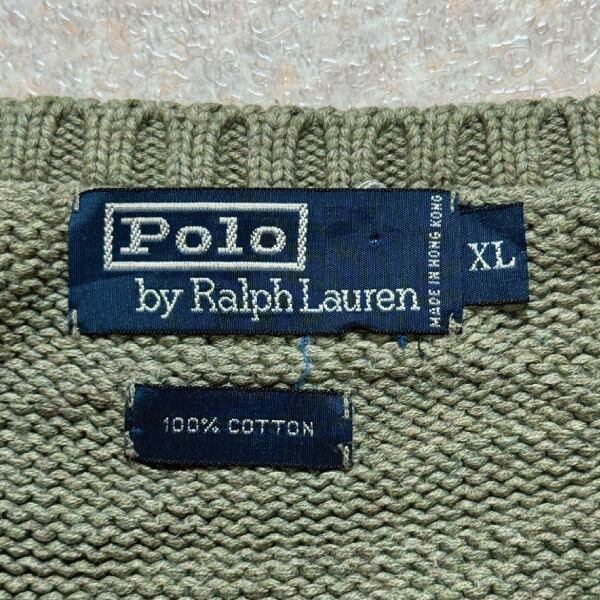 Polo
by Ralph Lauren
MADE IN HONG KONG
XL
100% COTTON